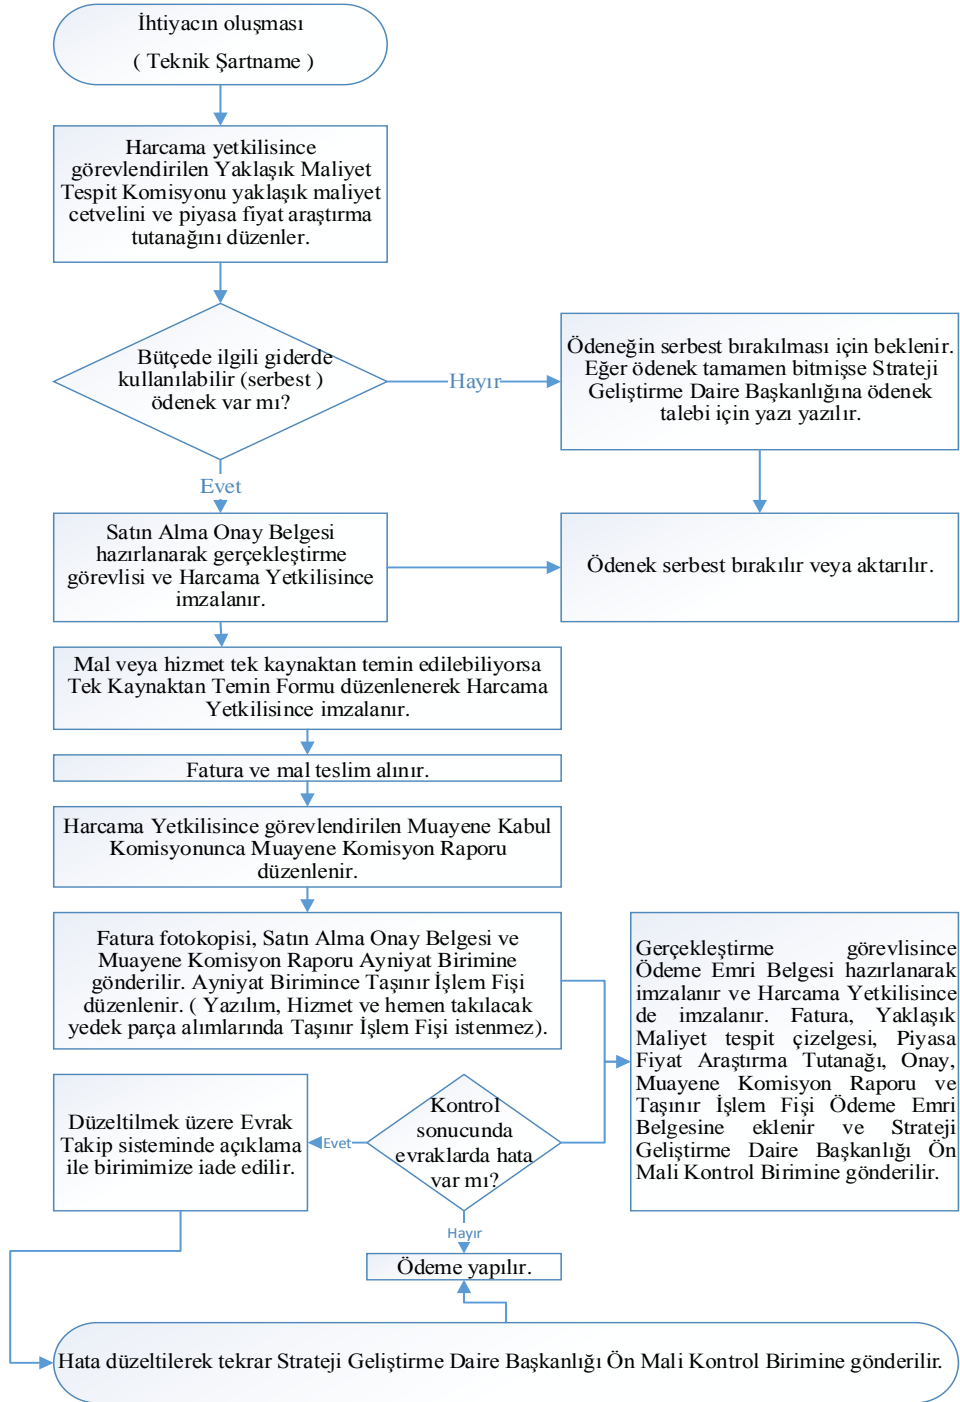 İhtiyacın oluşması
( Teknik Şartname )
Harcama yetkilisince
görevlendirilen Yaklaşık Maliyet
Tespit Komisyonu yaklaşık maliyet
cetvelini ve piyasa fiyat araştırma
tutanağını düzenler.
Bütçede ilgili giderde
kullanılabilir (serbest )
ödenek var mı?
Hayır
Ödeneğin serbest bırakılması için beklenir.
Eğer ödenek tamamen bitmişse Strateji
Geliştirme Daire Başkanlığına ödenek
talebi için yazı yazılır.
Evet
Satın Alma Onay Belgesi
hazırlanarak gerçekleştirme
görevlisi ve Harcama Yetkilisince
imzalanır.
Ödenek serbest bırakılır veya aktarılır.
Mal veya hizmet tek kaynaktan temin edilebiliyorsa
Tek Kaynaktan Temin Formu düzenlenerek Harcama
Yetkilisince imzalanır.
Fatura ve mal teslim alınır.
Harcama Yetkilisince görevlendirilen Muayene Kabul
Komisyonunca Muayene Komisyon Raporu
düzenlenir.
Fatura fotokopisi, Satın Alma Onay Belgesi ve
Muayene Komisyon Raporu Ayniyat Birimine
gönderilir. Ayniyat Birimince Taşınır İşlem Fişi
düzenlenir. ( Yazılım, Hizmet ve hemen takılacak
yedek parça alımlarında Taşınır İşlem Fişi istenmez).
Gerçekleştirme görevlisince
Ödeme Emri Belgesi hazırlanarak
imzalanır ve Harcama Yetkilisince
de imzalanır. Fatura, Yaklaşık
Maliyet tespit çizelgesi, Piyasa
Fiyat Araştırma Tutanağı, Onay,
Muayene Komisyon Raporu ve
Taşınır İşlem Fişi Ödeme Emri
Belgesine eklenir ve Strateji
Geliştirme Daire Başkanlığı Ön
Mali Kontrol Birimine gönderilir.
Kontrol
sonucunda
evraklarda hata
var mı?
Evet
Düzeltilmek üzere Evrak
Takip sisteminde açıklama
ile birimimize iade edilir.
Hayır
Ödeme yapılır.
Hata düzeltilerek tekrar Strateji Geliştirme Daire Başkanlığı Ön Mali Kontrol Birimine gönderilir.